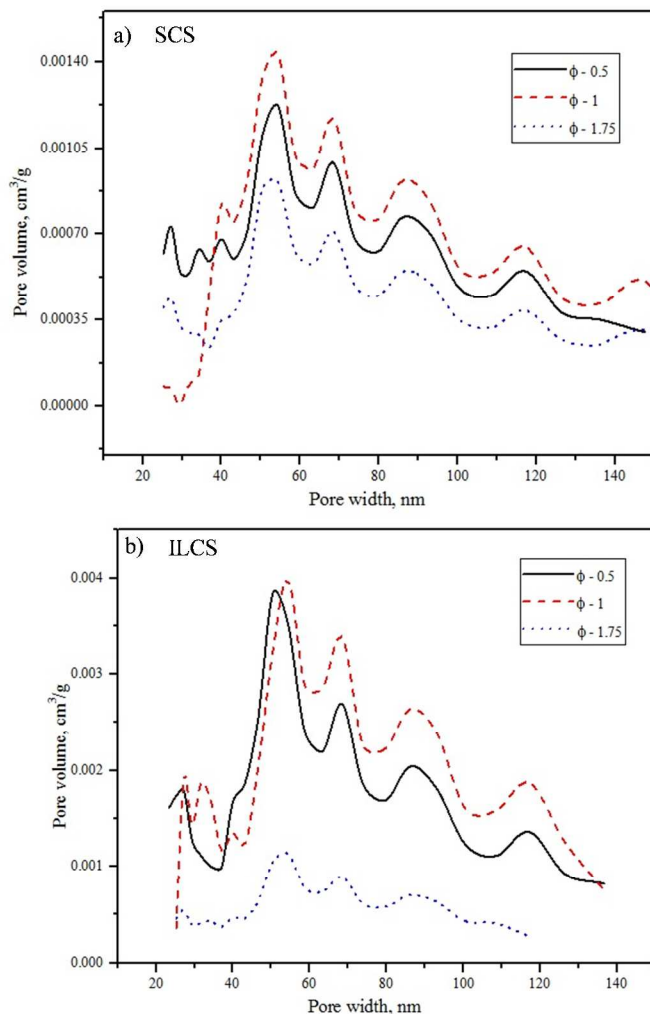 a) SCS
ϕ - 0.5
ϕ - 1
ϕ - 1.75
Pore volume, cm³/g
0.00140
0.00105
0.00070
0.00035
0.00000
20 40 60 80 100 120 140
Pore width, nm
b) ILCS
ϕ - 0.5
ϕ - 1
ϕ - 1.75
Pore volume, cm³/g
0.004
0.003
0.002
0.001
0.000
20 40 60 80 100 120 140
Pore width, nm